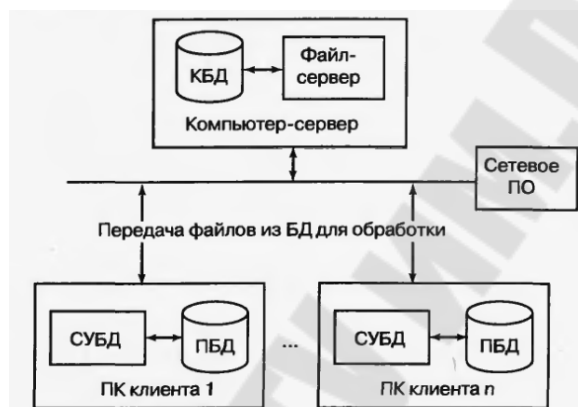 КБД
Файл-
сервер
Компьютер-сервер
Сетевое
ПО
Передача файлов из БД для обработки
СУБД
ПБД
...
СУБД
ПБД
ПК клиента 1
ПК клиента n